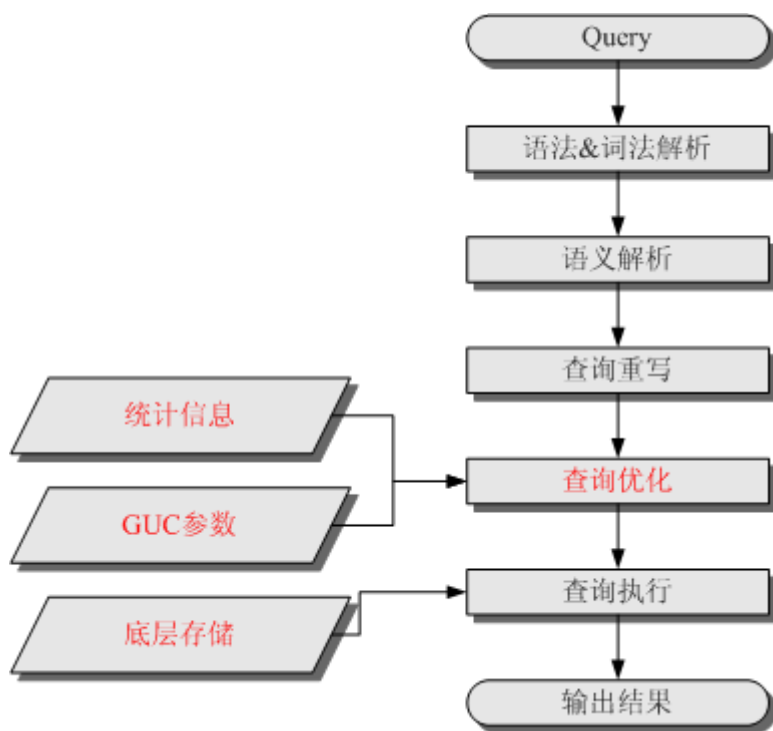 Query
语法&词法解析
语义解析
查询重写
统计信息
查询优化
GUC参数
查询执行
底层存储
输出结果